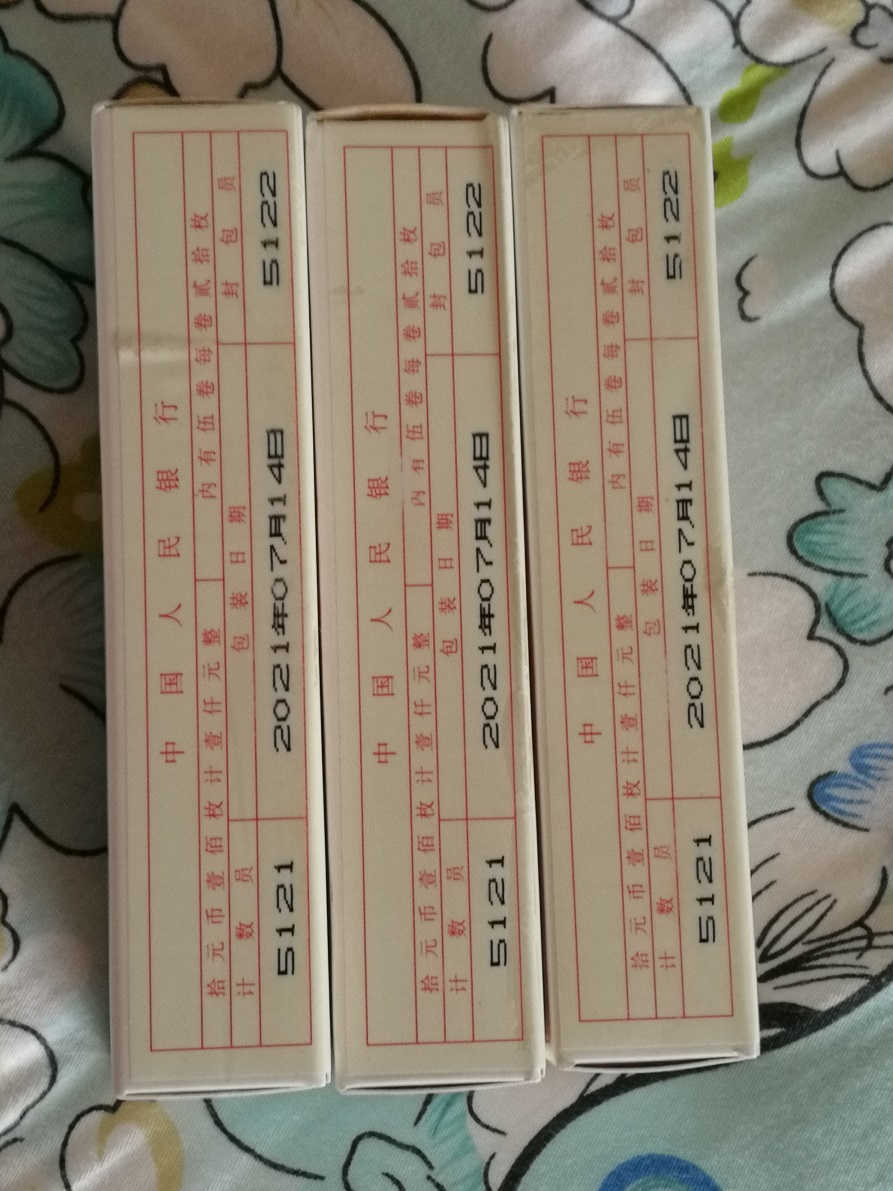 中国人民银行
拾元币壹佰枚计壹仟元整 内有伍卷每卷贰拾枚
计数员 包装日期 封包员
5121 2021年07月14日 5122
中国人民银行
拾元币壹佰枚计壹仟元整 内有伍卷每卷贰拾枚
计数员 包装日期 封包员
5121 2021年07月14日 5122
中国人民银行
拾元币壹佰枚计壹仟元整 内有伍卷每卷贰拾枚
计数员 包装日期 封包员
5121 2021年07月14日 5122